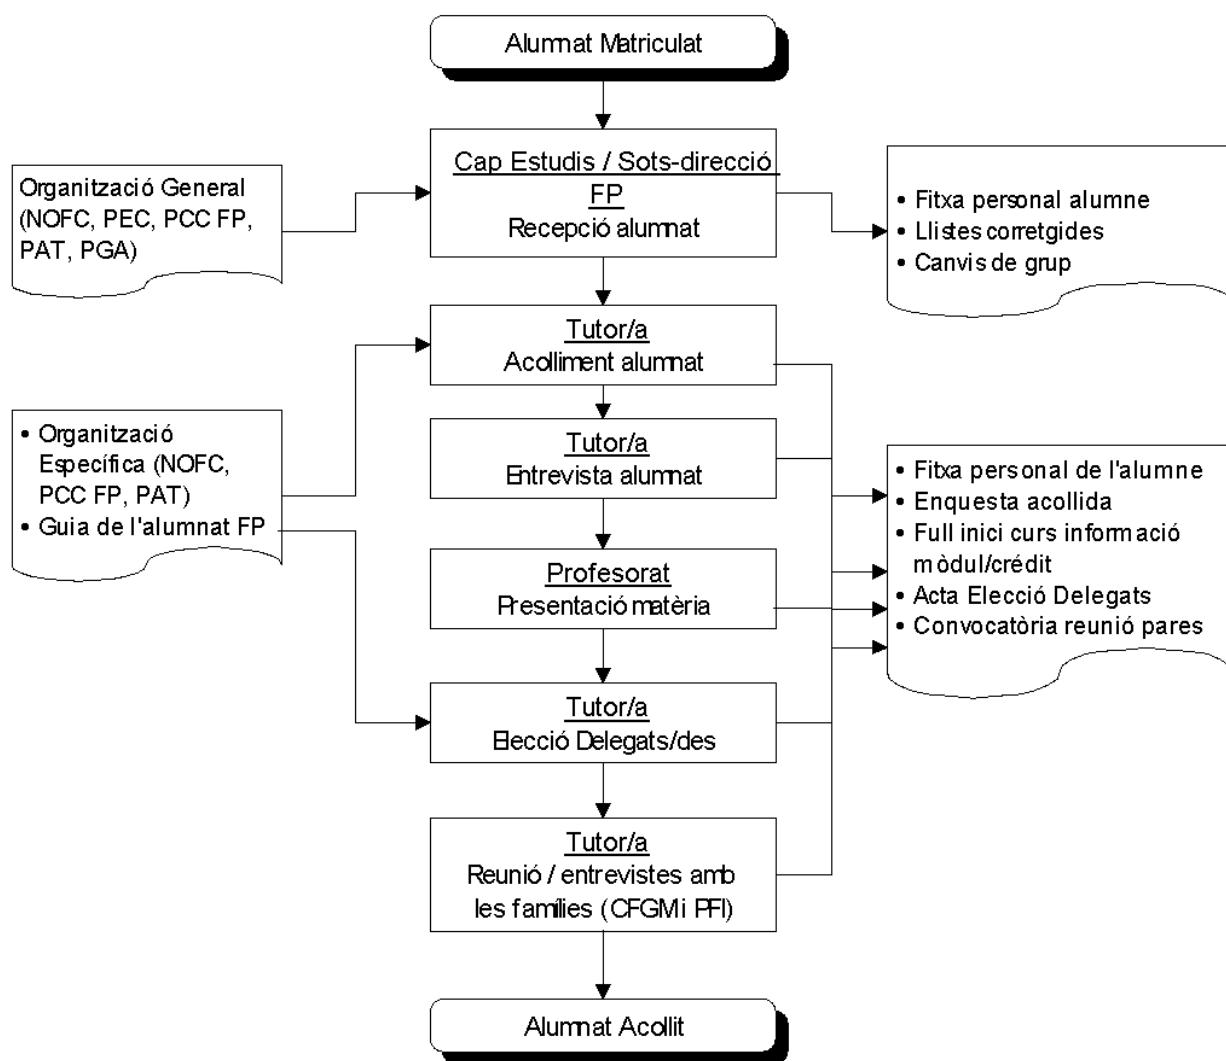 Alumnat Matriculat
Cap Estudis / Sots-direcció
FP
Recepció alumnat
Organització General
(NOFC, PEC, PCC FP,
PAT, PGA)
• Fitxa personal alumne
• Llistes corretgides
• Canvis de grup
Tutor/a
Acolliment alumnat
Tutor/a
Entrevista alumnat
• Organització
Específica (NOFC,
PCC FP, PAT)
• Guia de l'alumnat FP
• Fitxa personal de l'alumne
• Enquesta acollida
• Full inici curs informació
mòdul/crédit
• Acta Elecció Delegats
• Convocatòria reunió pares
Profesorat
Presentació matèria
Tutor/a
Elecció Delegats/des
Tutor/a
Reunió / entrevistes amb
les famílies (CFGM i PFI)
Alumnat Acollit